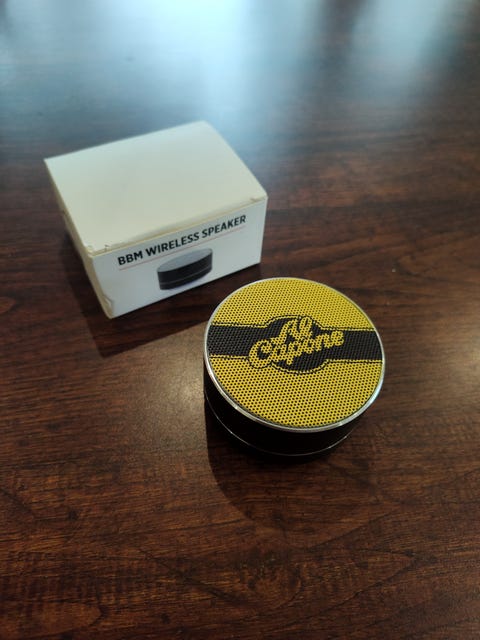 BBM WIRELESS SPEAKER
Al
Capone